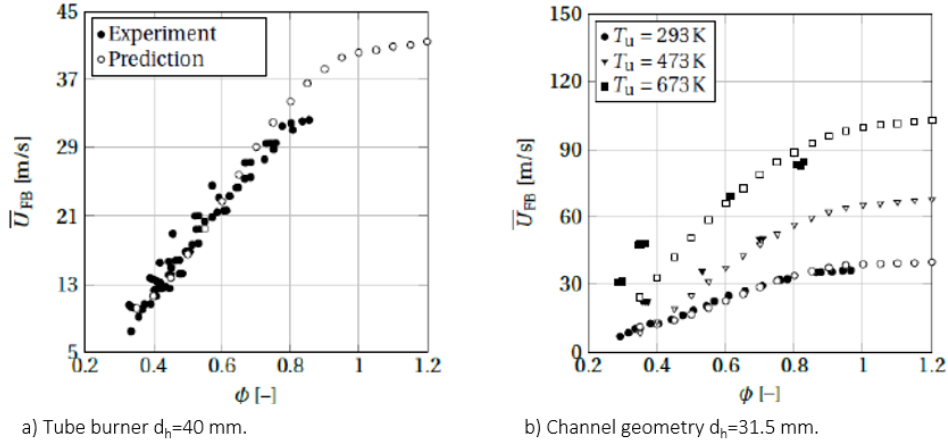 45
37
29
21
13
5
U̅_FB [m/s]
● Experiment
○ Prediction
0.2 0.4 0.6 0.8 1 1.2
ϕ [–]
a) Tube burner d_h=40 mm.
150
120
90
60
30
0
U̅_FB [m/s]
● T_u = 293 K
▾ T_u = 473 K
■ T_u = 673 K
0.2 0.4 0.6 0.8 1 1.2
ϕ [–]
b) Channel geometry d_h=31.5 mm.